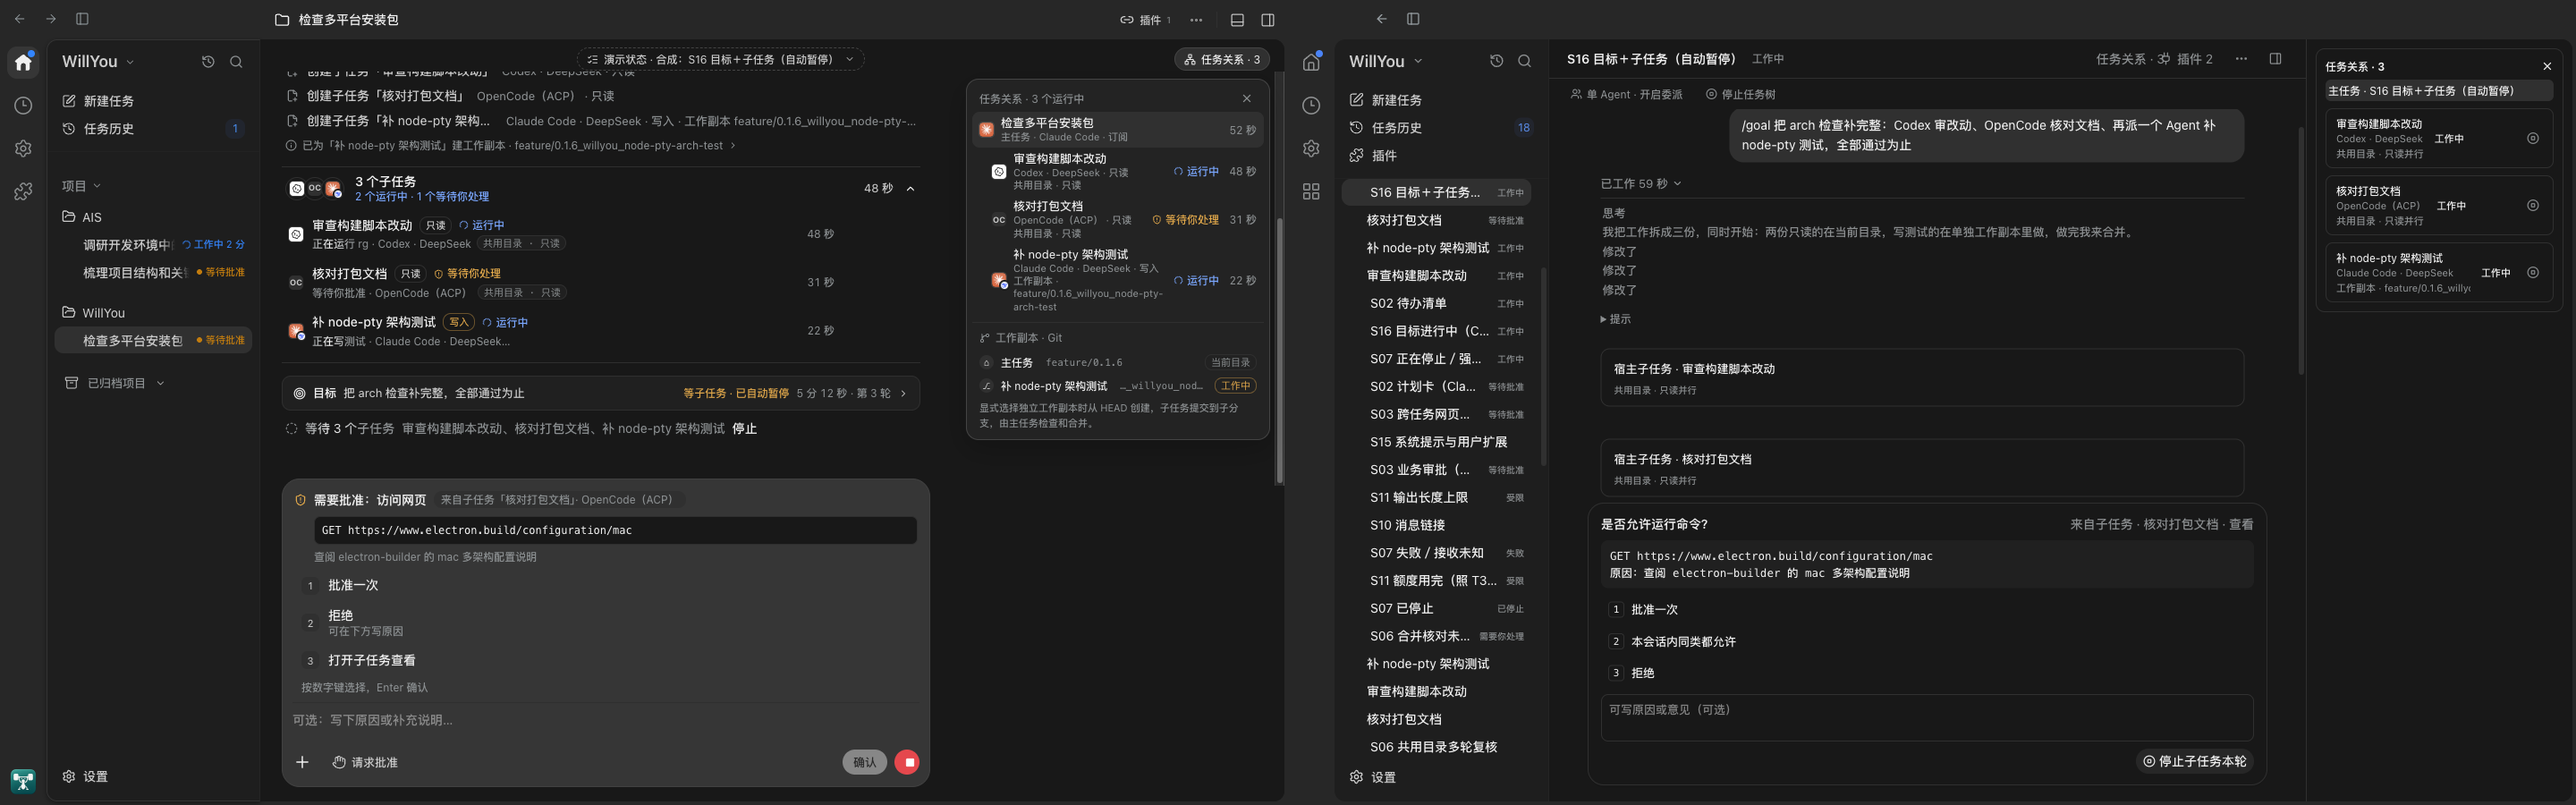 检查多平台安装包
插件 1
WillYou
新建任务
任务历史 1
项目
AIS
调研开发环境中 工作中 2 分
梳理项目结构和关 等待批准
WillYou
检查多平台安装包 等待批准
已归档项目
设置
演示状态 · 合成：S16 目标＋子任务（自动暂停）
任务关系 · 3
创建子任务「审查构建脚本改动」 Codex · DeepSeek · 只读
创建子任务「核对打包文档」 OpenCode（ACP） · 只读
创建子任务「补 node-pty 架构... Claude Code · DeepSeek · 写入 · 工作副本 feature/0.1.6_willyou_node-pty-...
已为「补 node-pty 架构测试」建工作副本 · feature/0.1.6_willyou_node-pty-arch-test
OC
3 个子任务
2 个运行中 · 1 个等待你处理
48 秒
审查构建脚本改动 只读 运行中
正在运行 rg · Codex · DeepSeek 共用目录 · 只读
48 秒
OC
核对打包文档 只读 等待你处理
等待你批准 · OpenCode（ACP） 共用目录 · 只读
31 秒
补 node-pty 架构测试 写入 运行中
正在写测试 · Claude Code · DeepSeek...
22 秒
目标 把 arch 检查补完整，全部通过为止 等子任务 · 已自动暂停 5 分 12 秒 · 第 3 轮
等待 3 个子任务 审查构建脚本改动、核对打包文档、补 node-pty 架构测试 停止
需要批准：访问网页 来自子任务「核对打包文档」· OpenCode（ACP）
GET https://www.electron.build/configuration/mac
查阅 electron-builder 的 mac 多架构配置说明
1 批准一次
2 拒绝
可在下方写原因
3 打开子任务查看
按数字键选择，Enter 确认
可选：写下原因或补充说明...
请求批准
确认
任务关系 · 3 个运行中
检查多平台安装包
主任务 · Claude Code · 订阅
52 秒
审查构建脚本改动
Codex · DeepSeek · 只读
共用目录 · 只读
运行中 48 秒
OC
核对打包文档
OpenCode（ACP） · 只读
共用目录 · 只读
等待你处理 31 秒
补 node-pty 架构测试
Claude Code · DeepSeek · 写入
工作副本 ·
feature/0.1.6_willyou_node-pty-
arch-test
运行中 22 秒
工作副本 · Git
主任务 feature/0.1.6 当前目录
补 node-pty 架构测试 …_willyou_nod... 工作中
显式选择独立工作副本时从 HEAD 创建，子任务提交到子分
支，由主任务检查和合并。
WillYou
新建任务
任务历史 18
插件
S16 目标＋子任务... 工作中
核对打包文档 等待批准
补 node-pty 架构测试 工作中
审查构建脚本改动 工作中
S02 待办清单 工作中
S16 目标进行中（C... 工作中
S07 正在停止 / 强... 工作中
S02 计划卡（Cla... 等待批准
S03 跨任务网页... 等待批准
S15 系统提示与用户扩展
S03 业务审批（... 等待批准
S11 输出长度上限 受限
S10 消息链接
S07 失败 / 接收未知 失败
S11 额度用完（照 T3... 受限
S07 已停止 已停止
S06 合并核对未... 需要你处理
补 node-pty 架构测试
审查构建脚本改动
核对打包文档
S06 共用目录多轮复核
设置
S16 目标＋子任务（自动暂停） 工作中
任务关系 · 3 插件 2
单 Agent · 开启委派 停止任务树
/goal 把 arch 检查补完整：Codex 审改动、OpenCode 核对文档、再派一个 Agent 补
node-pty 测试，全部通过为止
已工作 59 秒
思考
我把工作拆成三份，同时开始：两份只读的在当前目录，写测试的在单独工作副本里做，做完我来合并。
修改了
修改了
修改了
提示
宿主子任务 · 审查构建脚本改动
共用目录 · 只读并行
宿主子任务 · 核对打包文档
共用目录 · 只读并行
是否允许运行命令？ 来自子任务 · 核对打包文档 · 查看
GET https://www.electron.build/configuration/mac
原因：查阅 electron-builder 的 mac 多架构配置说明
1 批准一次
2 本会话内同类都允许
3 拒绝
可写原因或意见（可选）
停止子任务本轮
任务关系 · 3
主任务 · S16 目标＋子任务（自动暂停）
审查构建脚本改动
Codex · DeepSeek 工作中
共用目录 · 只读并行
核对打包文档
OpenCode（ACP） 工作中
共用目录 · 只读并行
补 node-pty 架构测试
Claude Code · DeepSeek 工作中
工作副本 · feature/0.1.6_willyo